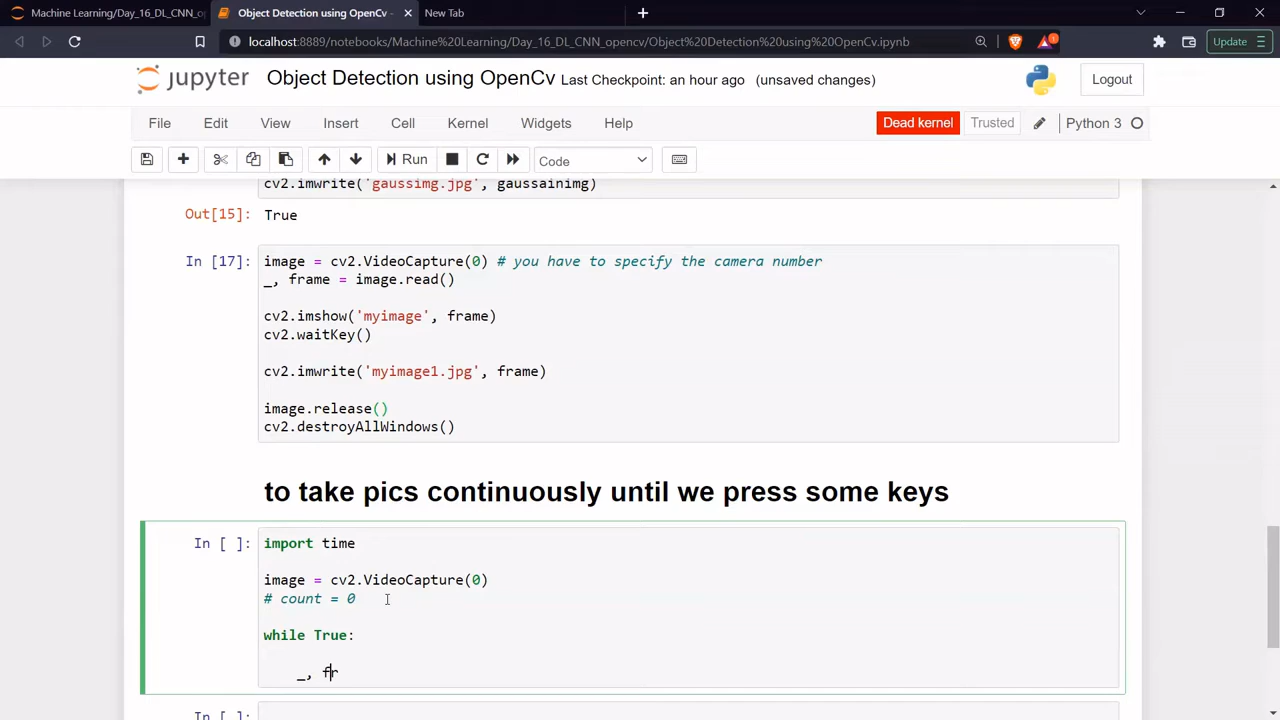 Machine Learning/Day_16_DL_CNN_op
Object Detection using OpenCv -
New Tab
localhost:8889/notebooks/Machine%20Learning/Day_16_DL_CNN_opencv/Object%20Detection%20using%20OpenCv.ipynb
Update
jupyter Object Detection using OpenCv Last Checkpoint: an hour ago (unsaved changes)
Logout
File Edit View Insert Cell Kernel Widgets Help
Dead kernel Trusted Python 3
Run Code
cv2.imwrite('gaussimg.jpg', gaussainimg)
Out[15]: True
In [17]: image = cv2.VideoCapture(0) # you have to specify the camera number
_, frame = image.read()
cv2.imshow('myimage', frame)
cv2.waitKey()
cv2.imwrite('myimage1.jpg', frame)
image.release()
cv2.destroyAllWindows()
to take pics continuously until we press some keys
In [ ]: import time
image = cv2.VideoCapture(0)
# count = 0
while True:
_, fr
In [ ]: